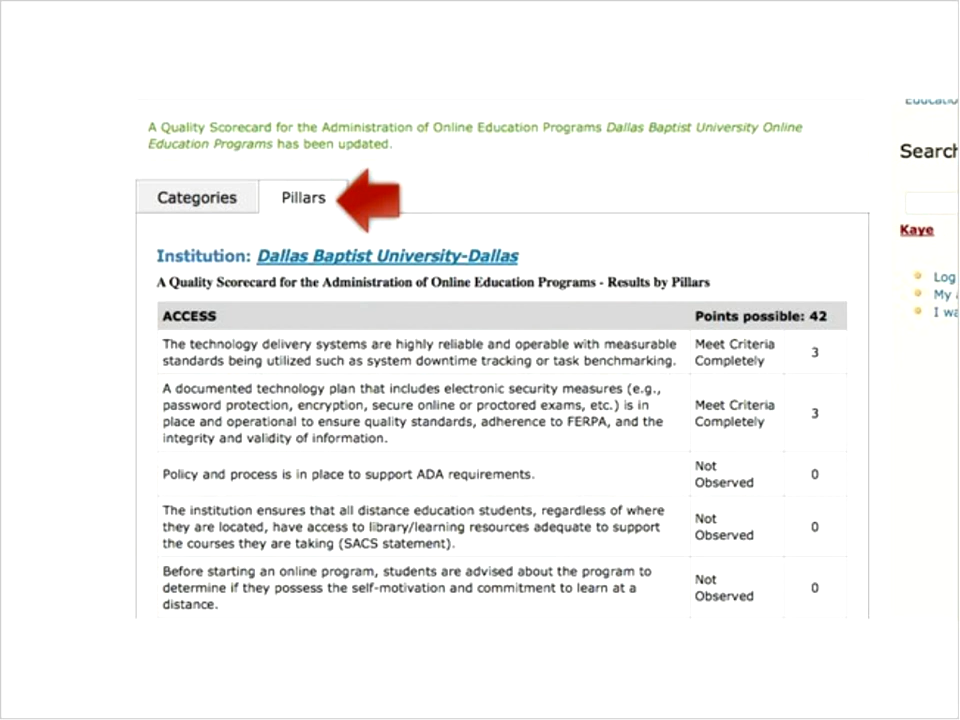 A Quality Scorecard for the Administration of Online Education Programs Dallas Baptist University Online
Education Programs has been updated.
Search
Categories
Pillars
Kaye
Institution: Dallas Baptist University-Dallas
A Quality Scorecard for the Administration of Online Education Programs - Results by Pillars
Log
My
I
ACCESS Points possible: 42
The technology delivery systems are highly reliable and operable with measurable
standards being utilized such as system downtime tracking or task benchmarking.
Meet Criteria
Completely
3
A documented technology plan that includes electronic security measures (e.g.,
password protection, encryption, secure online or proctored exams, etc.) is in
place and operational to ensure quality standards, adherence to FERPA, and the
integrity and validity of information.
Meet Criteria
Completely
3
Policy and process is in place to support ADA requirements.
Not
Observed
0
The institution ensures that all distance education students, regardless of where
they are located, have access to library/learning resources adequate to support
the courses they are taking (SACS statement).
Not
Observed
0
Before starting an online program, students are advised about the program to
determine if they possess the self-motivation and commitment to learn at a
distance.
Not
Observed
0